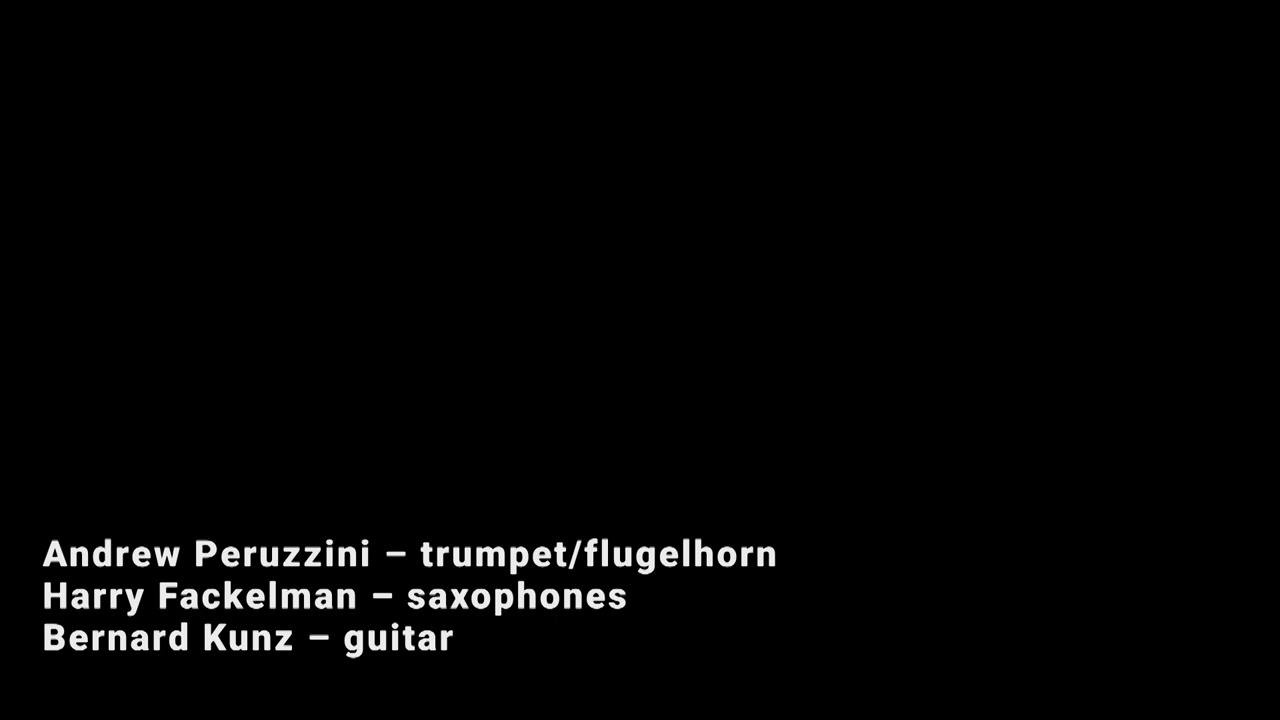 Andrew Peruzzini – trumpet/flugelhorn
Harry Fackelman – saxophones
Bernard Kunz – guitar